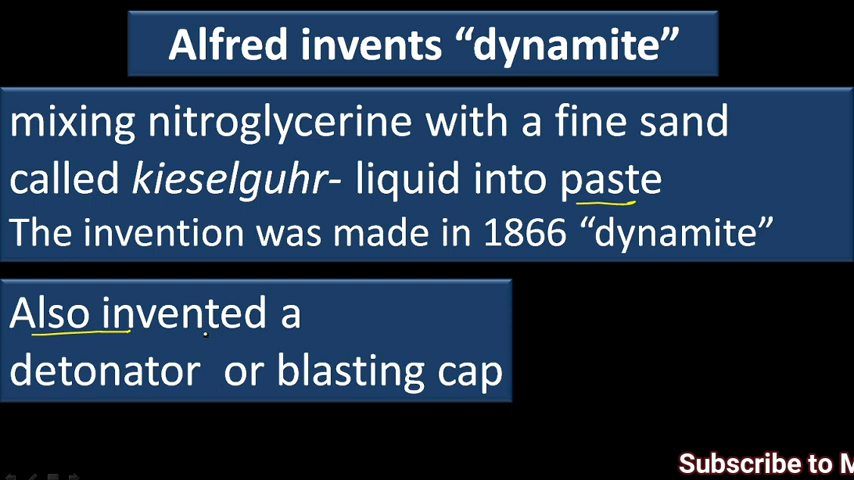 Alfred invents “dynamite”
mixing nitroglycerine with a fine sand
called kieselguhr- liquid into paste
The invention was made in 1866 “dynamite”
Also invented a
detonator or blasting cap
Subscribe to M